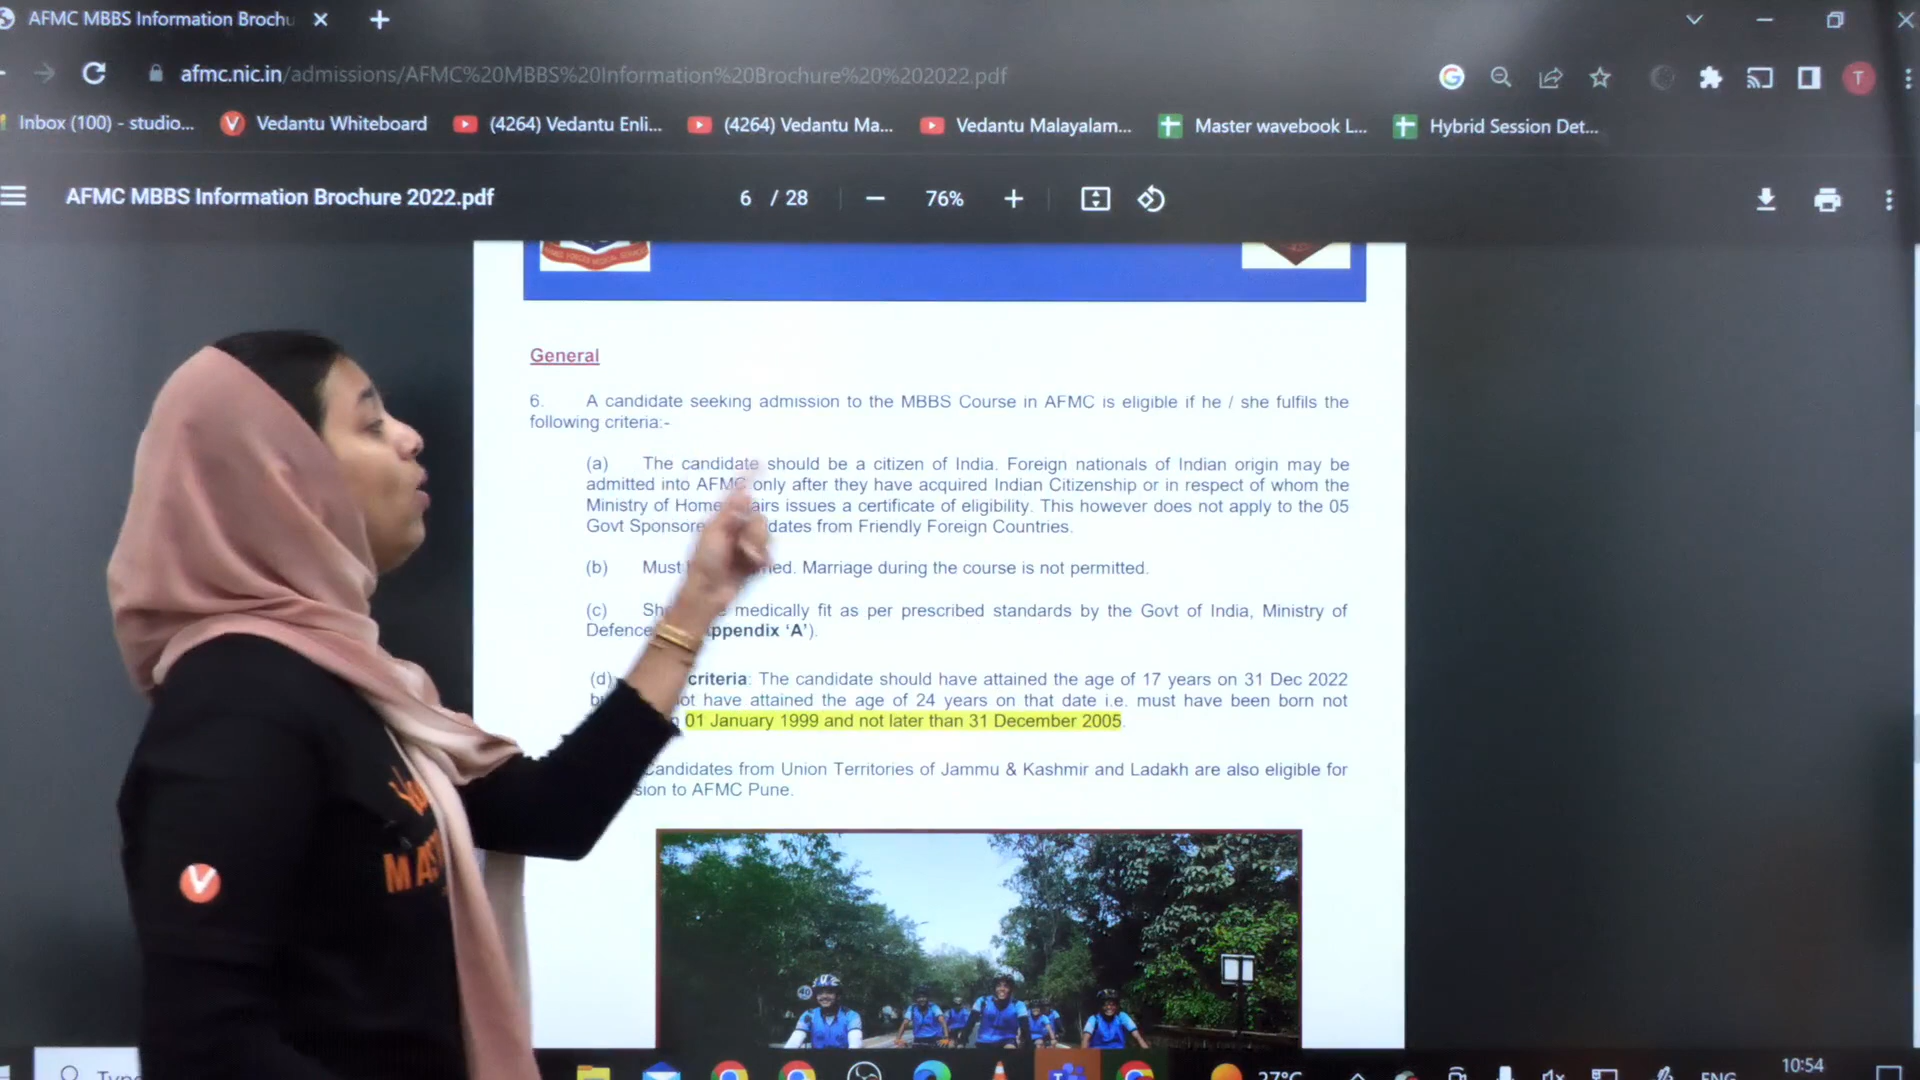 AFMC MBBS Information Brochu
afmc.nic.in/admissions/AFMC%20MBBS%20Information%20Brochure%20%202022.pdf
T
Inbox (100) - studio...
Vedantu Whiteboard
(4264) Vedantu Enli...
(4264) Vedantu Ma...
Vedantu Malayalam...
Master wavebook L...
Hybrid Session Det...
AFMC MBBS Information Brochure 2022.pdf
6 / 28
76%
General
6. A candidate seeking admission to the MBBS Course in AFMC is eligible if he / she fulfils the
following criteria:-
(a) The candidate should be a citizen of India. Foreign nationals of Indian origin may be
admitted into AFMC only after they have acquired Indian Citizenship or in respect of whom the
Ministry of Home airs issues a certificate of eligibility. This however does not apply to the 05
Govt Sponsore dates from Friendly Foreign Countries.
(b) Must ied. Marriage during the course is not permitted.
(c) Sh medically fit as per prescribed standards by the Govt of India, Ministry of
Defence ppendix ‘A’).
(d) criteria: The candidate should have attained the age of 17 years on 31 Dec 2022
b ot have attained the age of 24 years on that date i.e. must have been born not
n 01 January 1999 and not later than 31 December 2005.
Candidates from Union Territories of Jammu & Kashmir and Ladakh are also eligible for
sion to AFMC Pune.
V
MA
40
Type
27°C
ENG
10:54